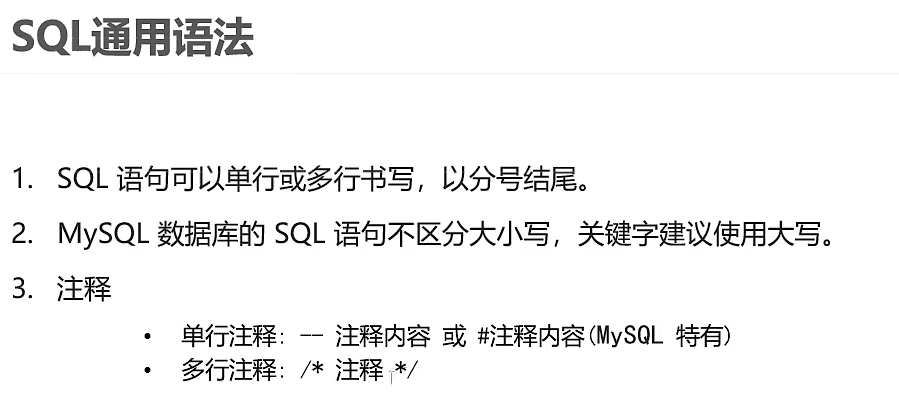 SQL通用语法
1. SQL 语句可以单行或多行书写，以分号结尾。
2. MySQL 数据库的 SQL 语句不区分大小写，关键字建议使用大写。
3. 注释
• 单行注释：-- 注释内容 或 #注释内容(MySQL 特有)
• 多行注释：/* 注释 */